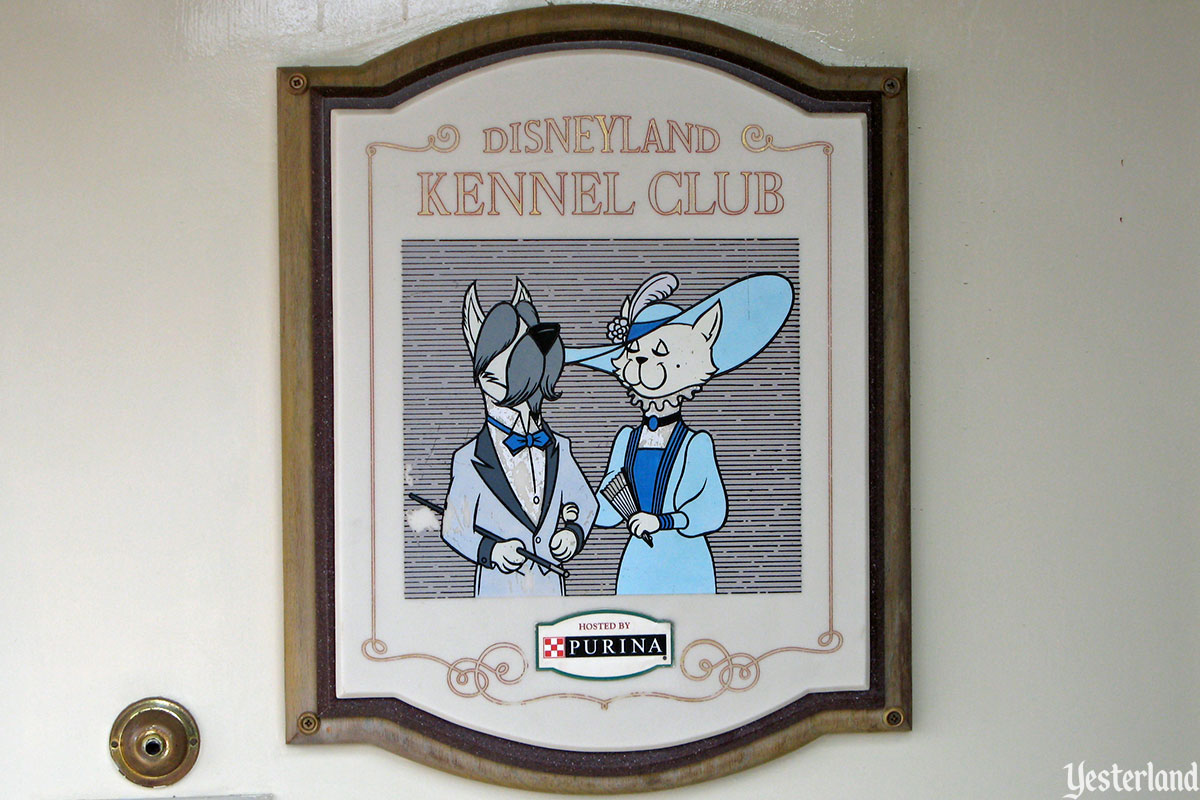 DISNEYLAND
KENNEL CLUB
HOSTED BY
PURINA
Yesterland